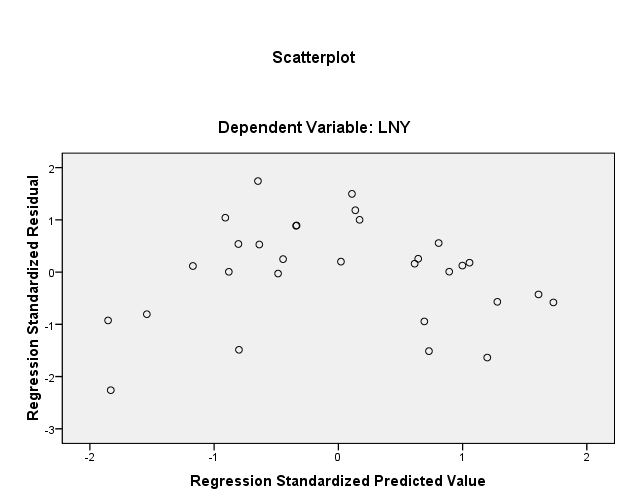 Scatterplot
Dependent Variable: LNY
Regression Standardized Residual
2
1
0
-1
-2
-3
-2
-1
0
1
2
Regression Standardized Predicted Value